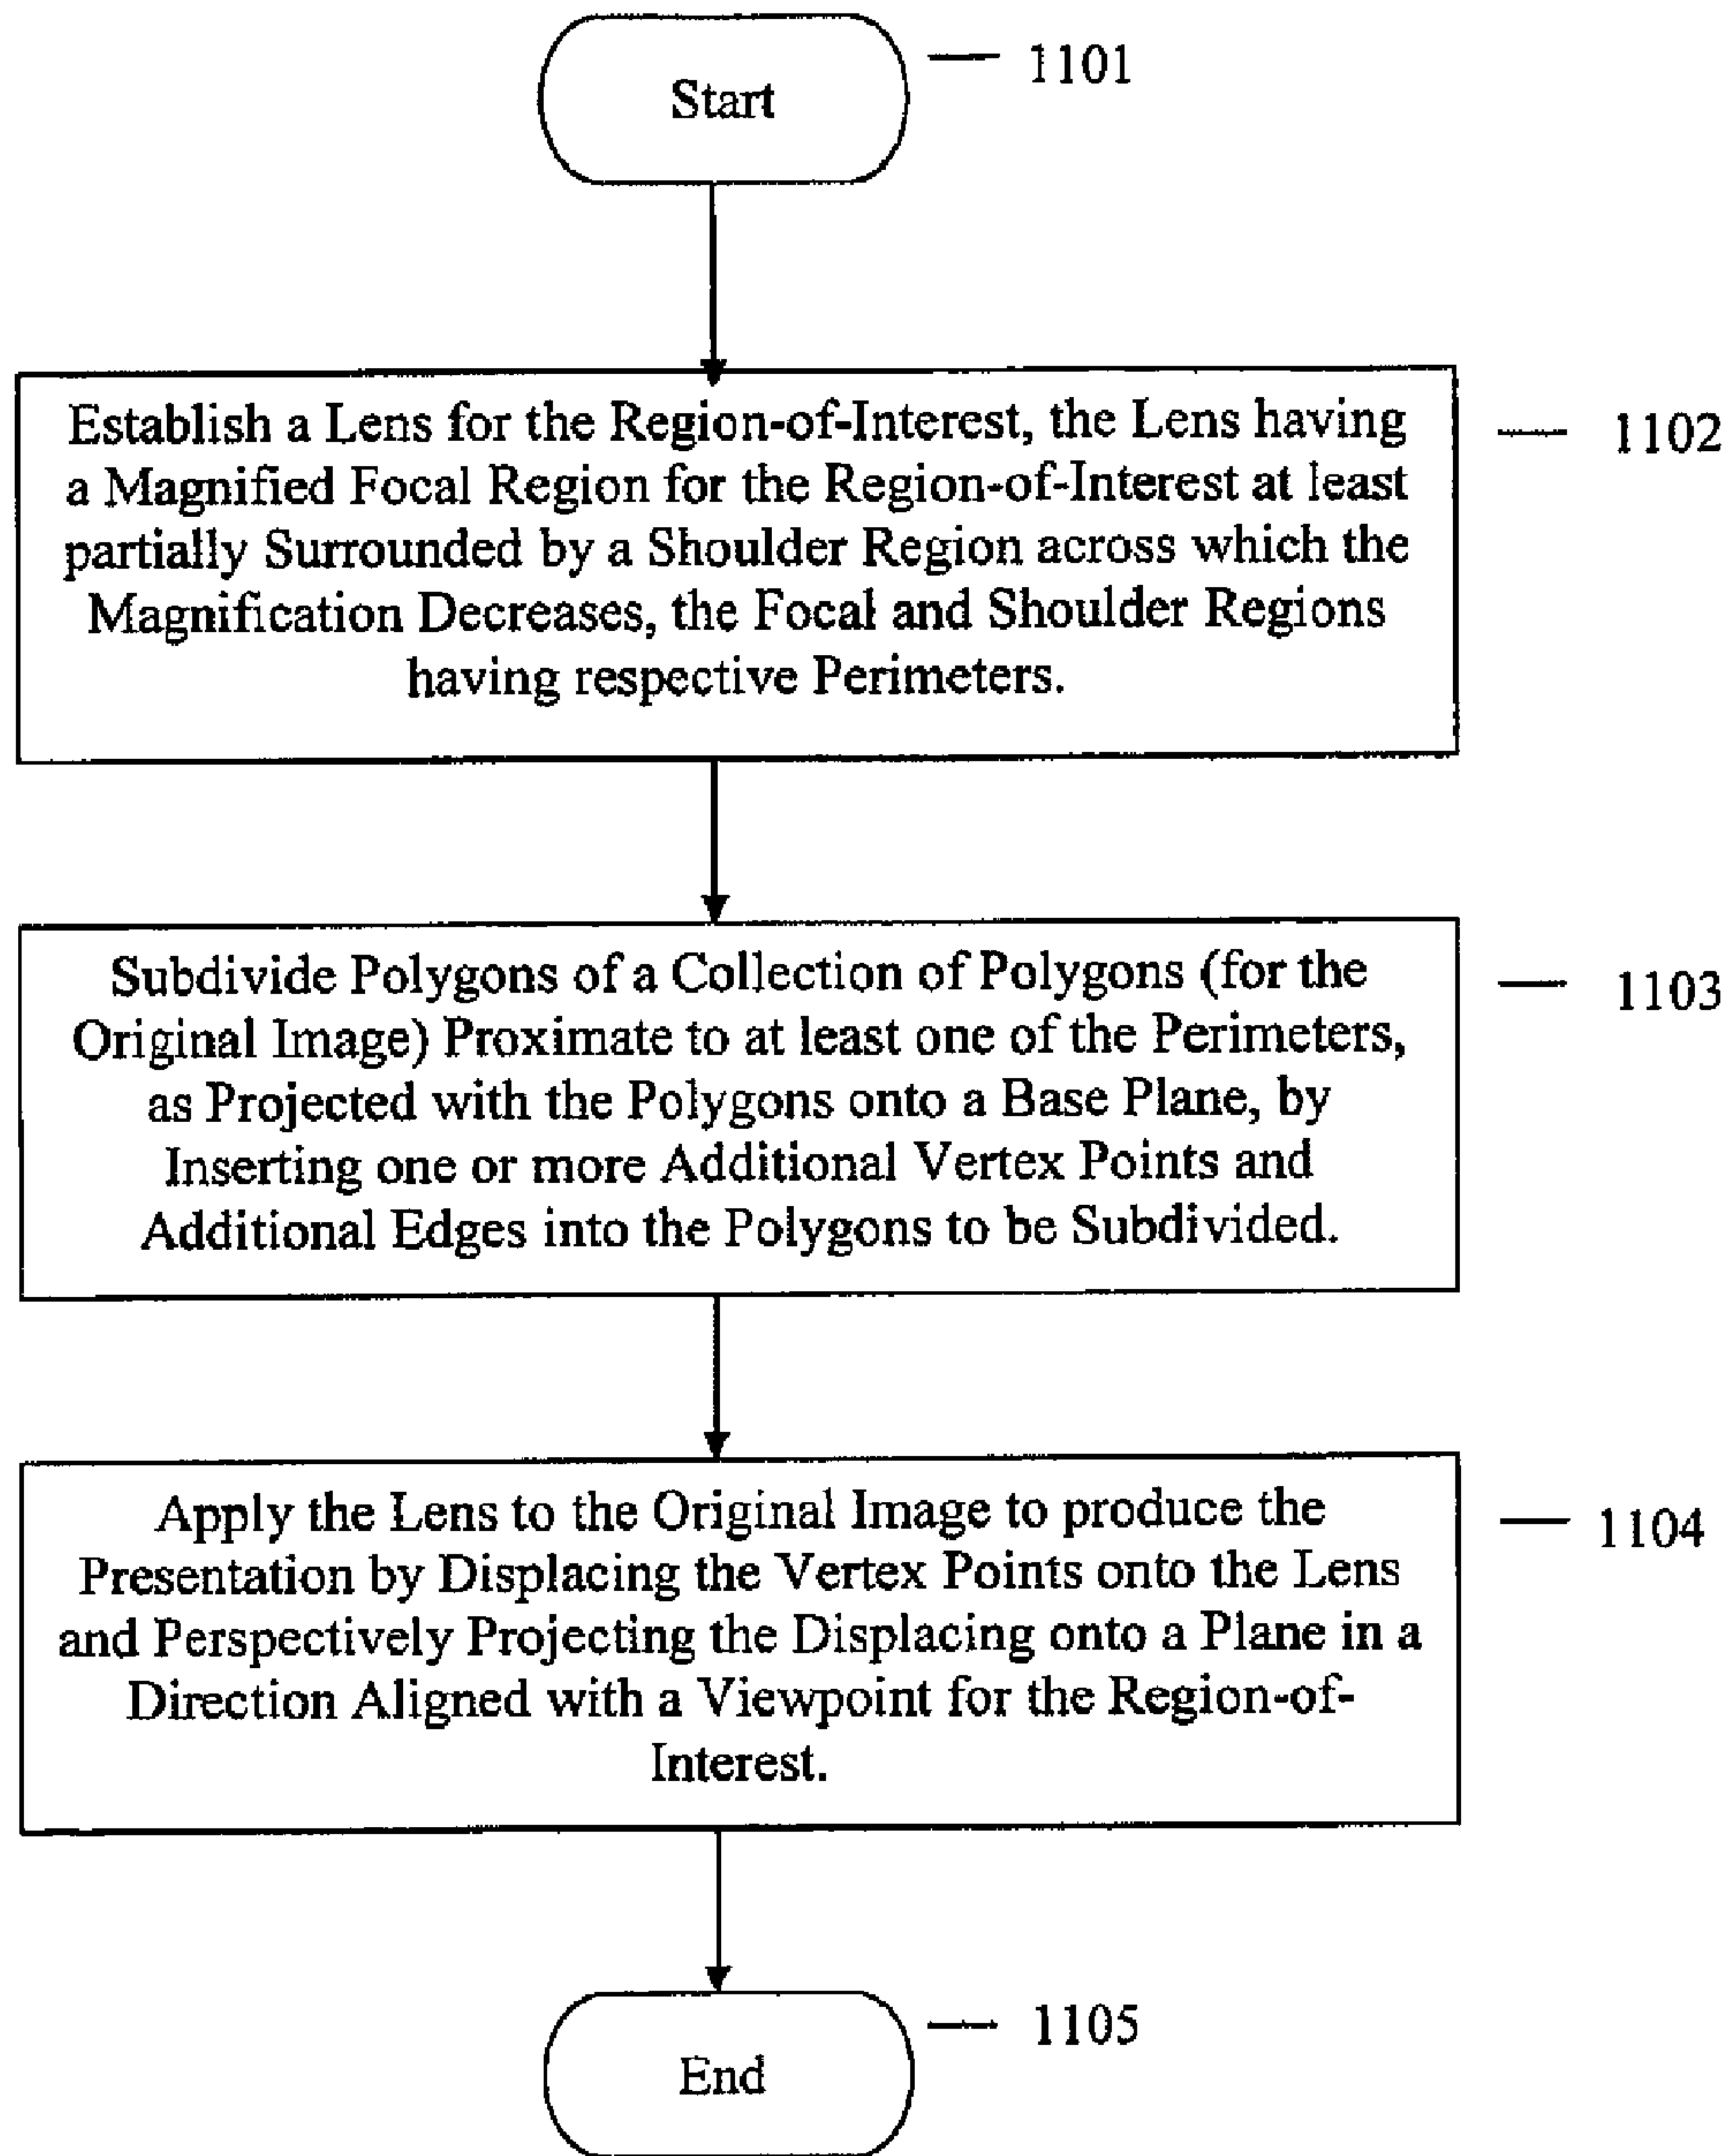 Start
1101
Establish a Lens for the Region-of-Interest, the Lens having
a Magnified Focal Region for the Region-of-Interest at least
partially Surrounded by a Shoulder Region across which the
Magnification Decreases, the Focal and Shoulder Regions
having respective Perimeters.
1102
Subdivide Polygons of a Collection of Polygons (for the
Original Image) Proximate to at least one of the Perimeters,
as Projected with the Polygons onto a Base Plane, by
Inserting one or more Additional Vertex Points and
Additional Edges into the Polygons to be Subdivided.
1103
Apply the Lens to the Original Image to produce the
Presentation by Displacing the Vertex Points onto the Lens
and Perspectively Projecting the Displacing onto a Plane in a
Direction Aligned with a Viewpoint for the Region-of-
Interest.
1104
End
1105